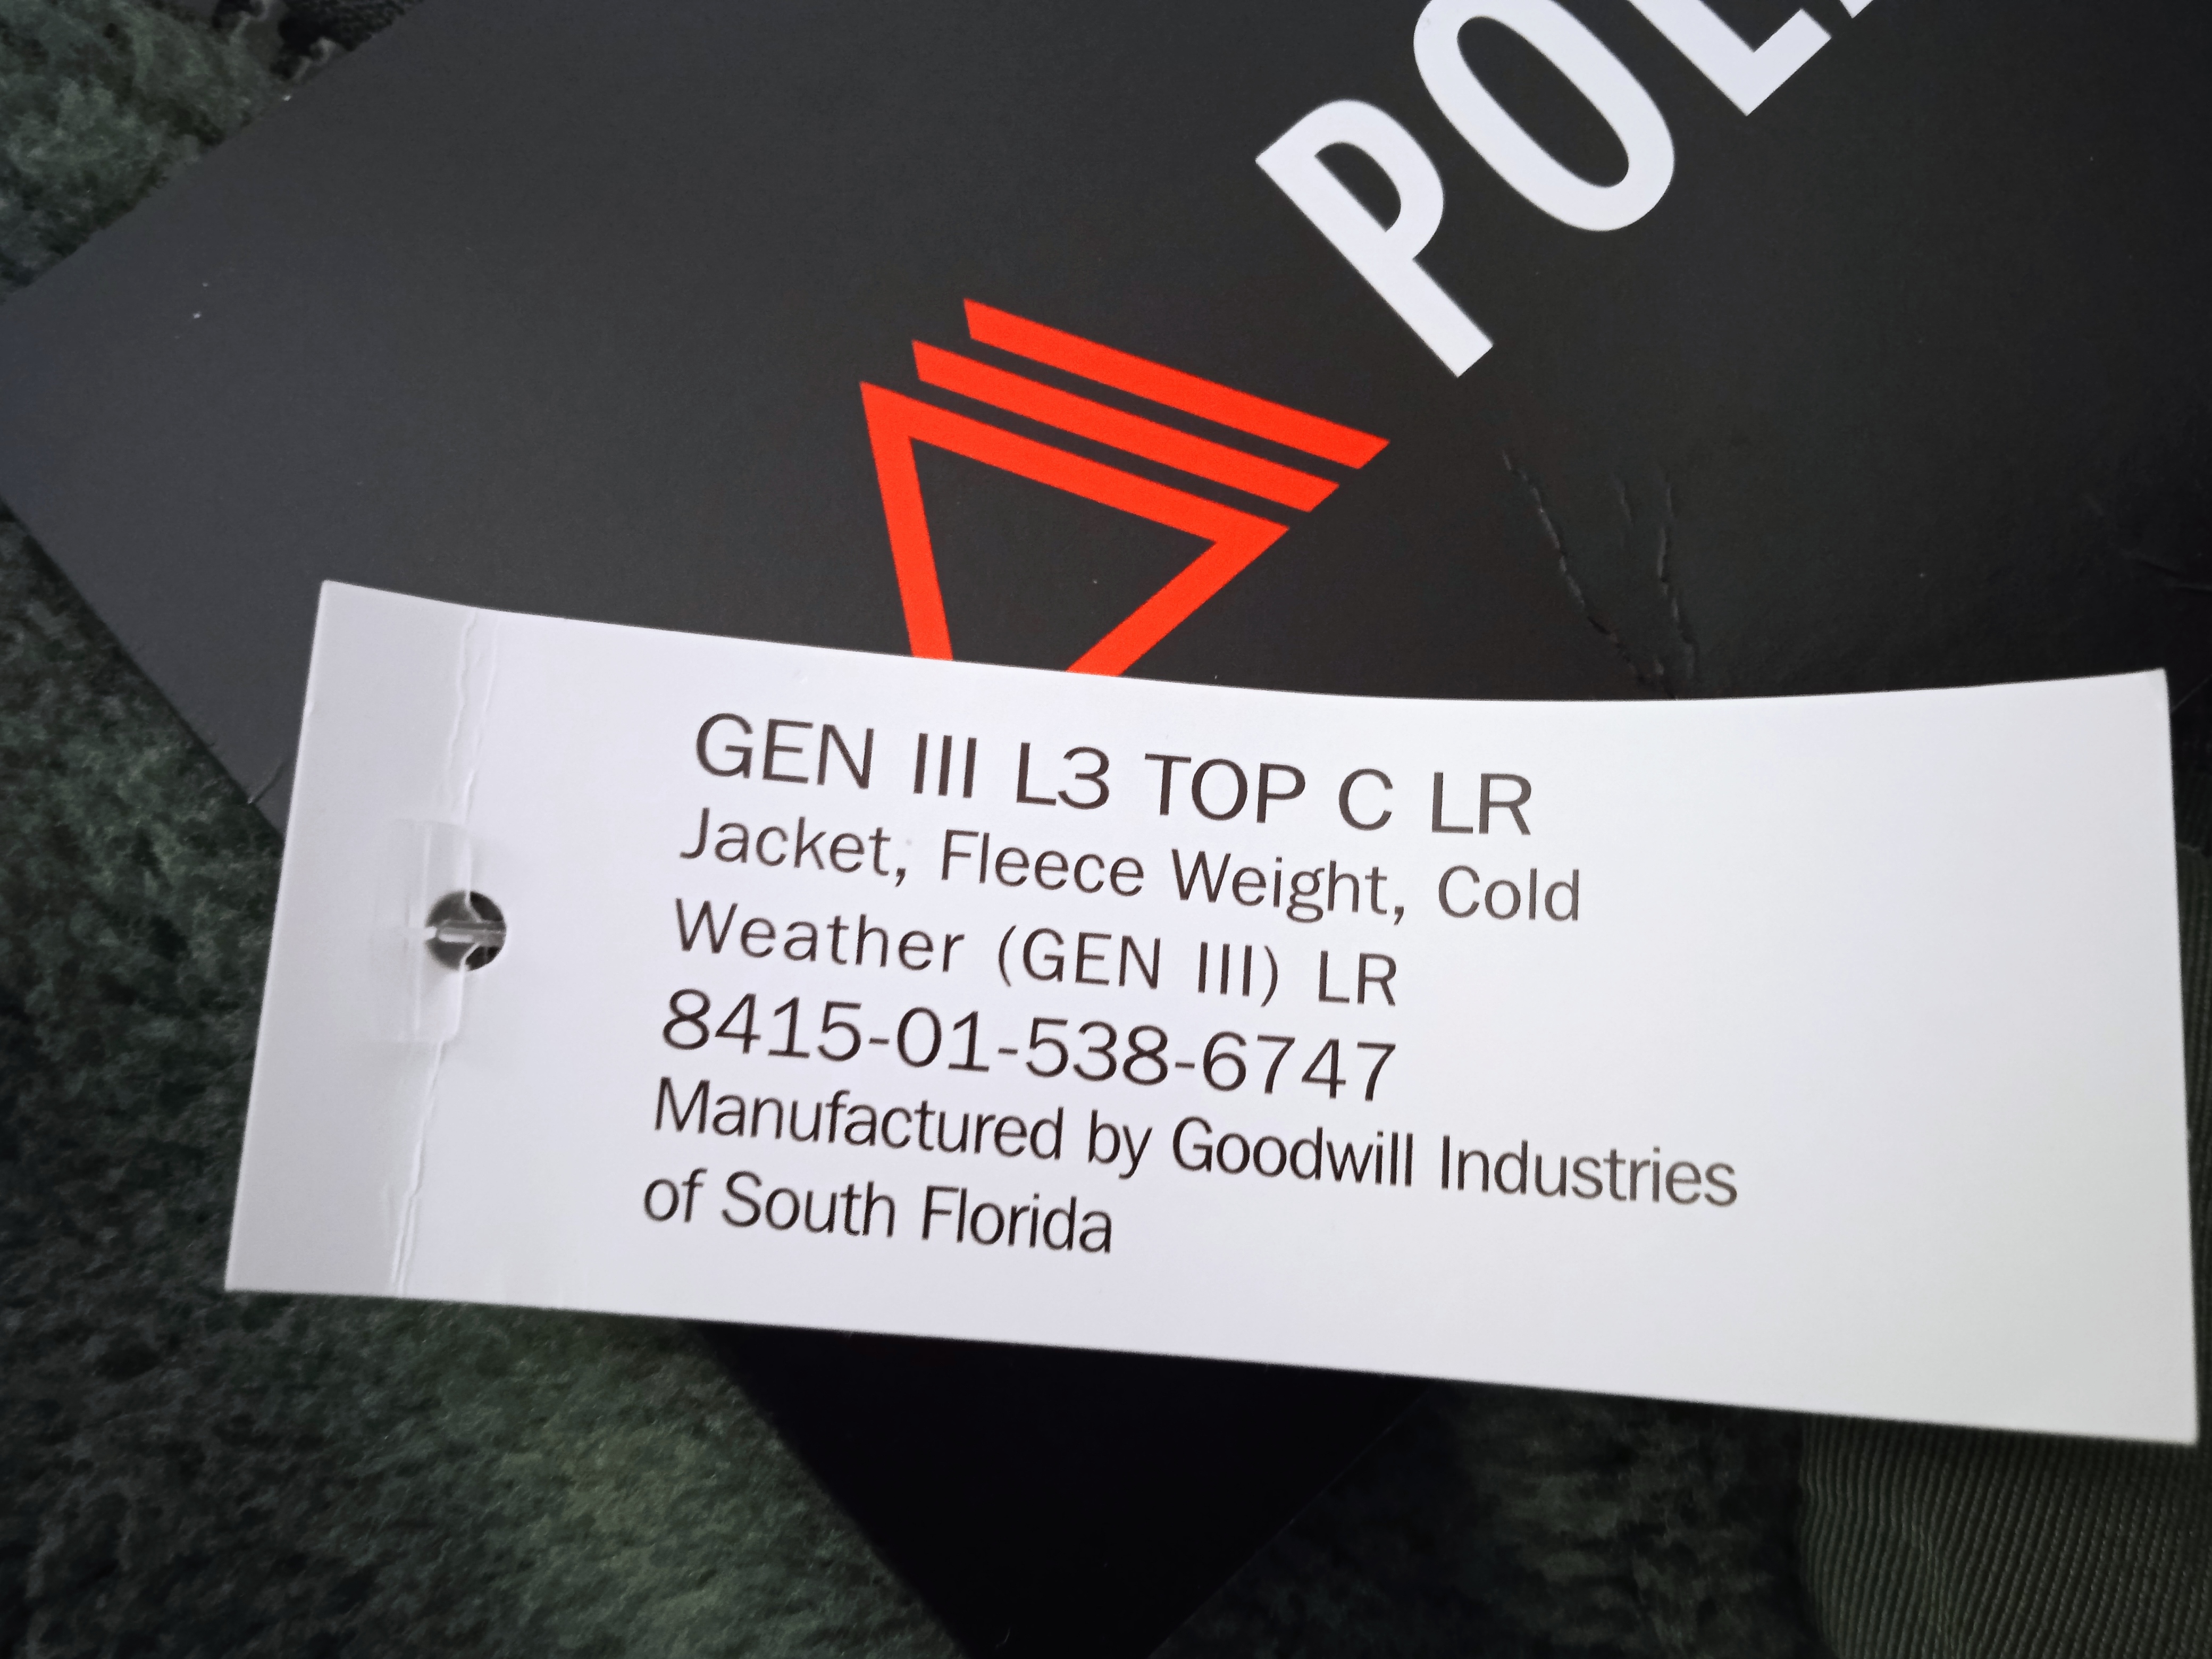 POL
GEN III L3 TOP C LR
Jacket, Fleece Weight, Cold
Weather (GEN III) LR
8415-01-538-6747
Manufactured by Goodwill Industries
of South Florida